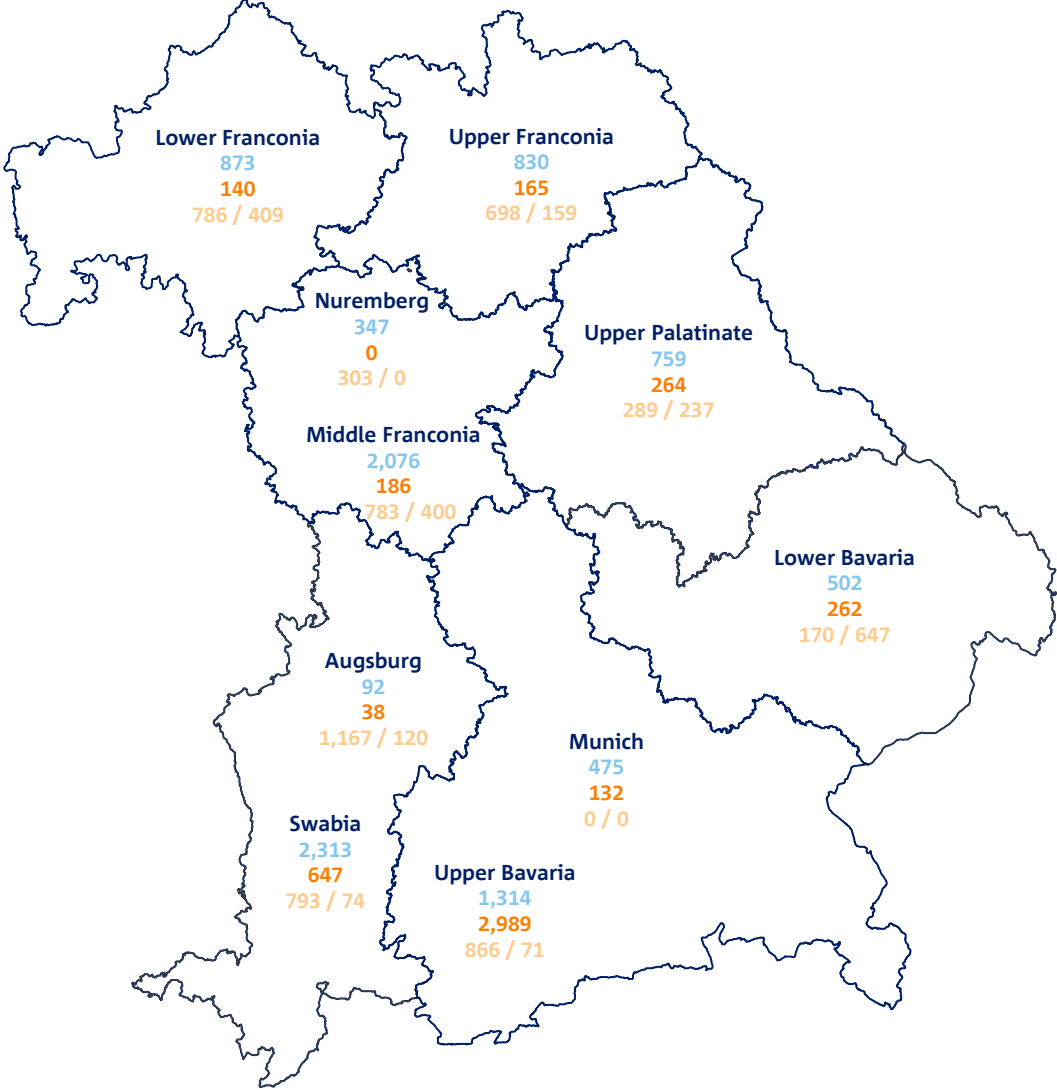 Lower Franconia
873
140
786 / 409
Upper Franconia
830
165
698 / 159
Nuremberg
347
0
303 / 0
Upper Palatinate
759
264
289 / 237
Middle Franconia
2,076
186
783 / 400
Lower Bavaria
502
262
170 / 647
Augsburg
92
38
1,167 / 120
Munich
475
132
0 / 0
Swabia
2,313
647
793 / 74
Upper Bavaria
1,314
2,989
866 / 71